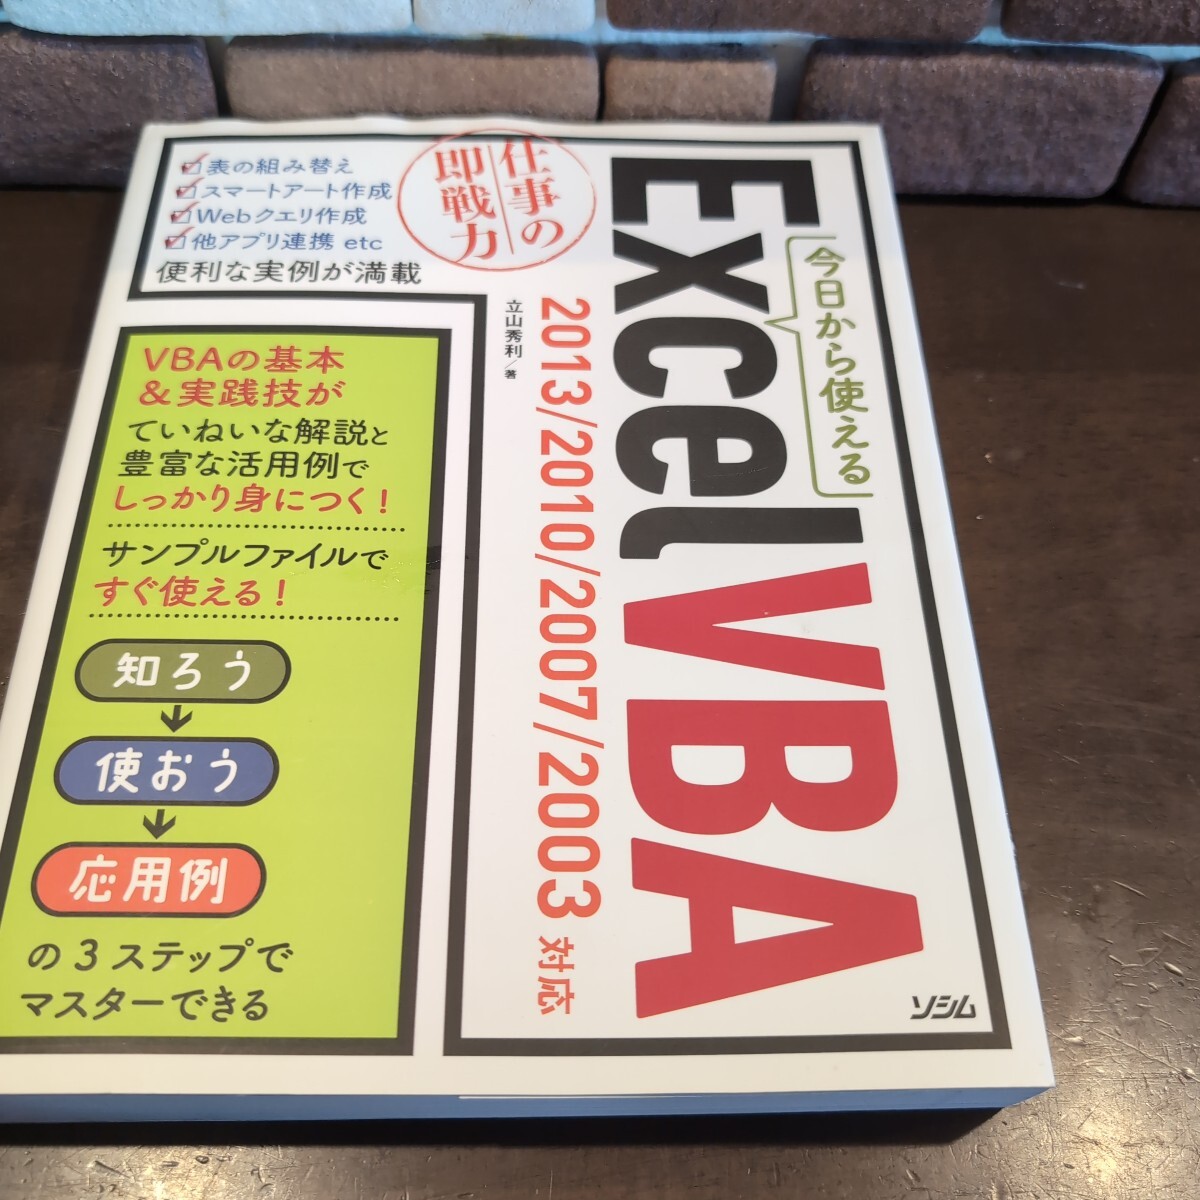 今日から使える
Excel VBA
2013/2010/2007/2003 対応
立山秀利/著
仕事の
即戦力
表の組み替え
スマートアート作成
Webクエリ作成
他アプリ連携 etc
便利な実例が満載
VBAの基本
&実践技が
ていねいな解説と
豊富な活用例で
しっかり身につく!
サンプルファイルで
すぐ使える!
知ろう
使おう
応用例
の3ステップで
マスターできる
ソシム